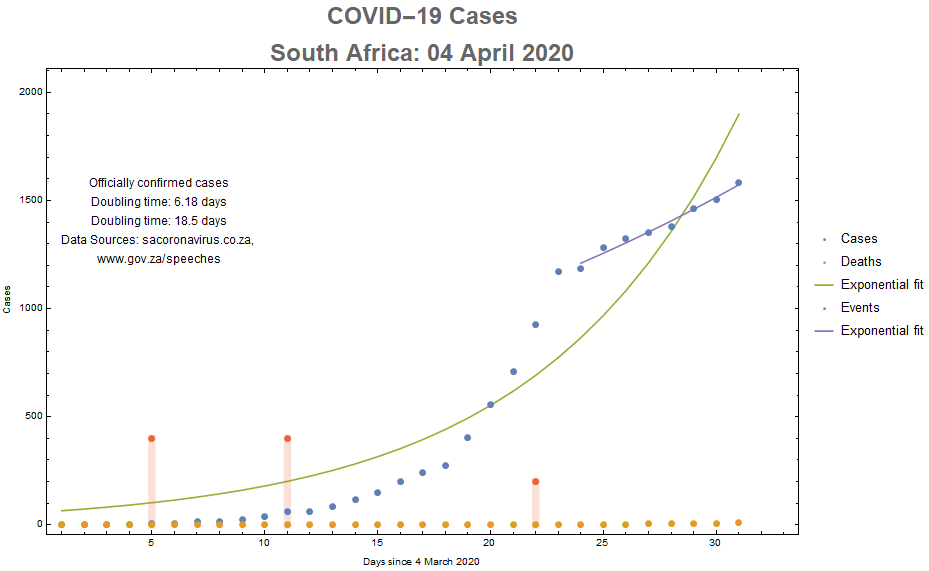 COVID–19 Cases
South Africa: 04 April 2020
2000
1500
1000
500
0
Cases
Officially confirmed cases
Doubling time: 6.18 days
Doubling time: 18.5 days
Data Sources: sacoronavirus.co.za,
www.gov.za/speeches
5 10 15 20 25 30
Days since 4 March 2020
Cases
Deaths
Exponential fit
Events
Exponential fit